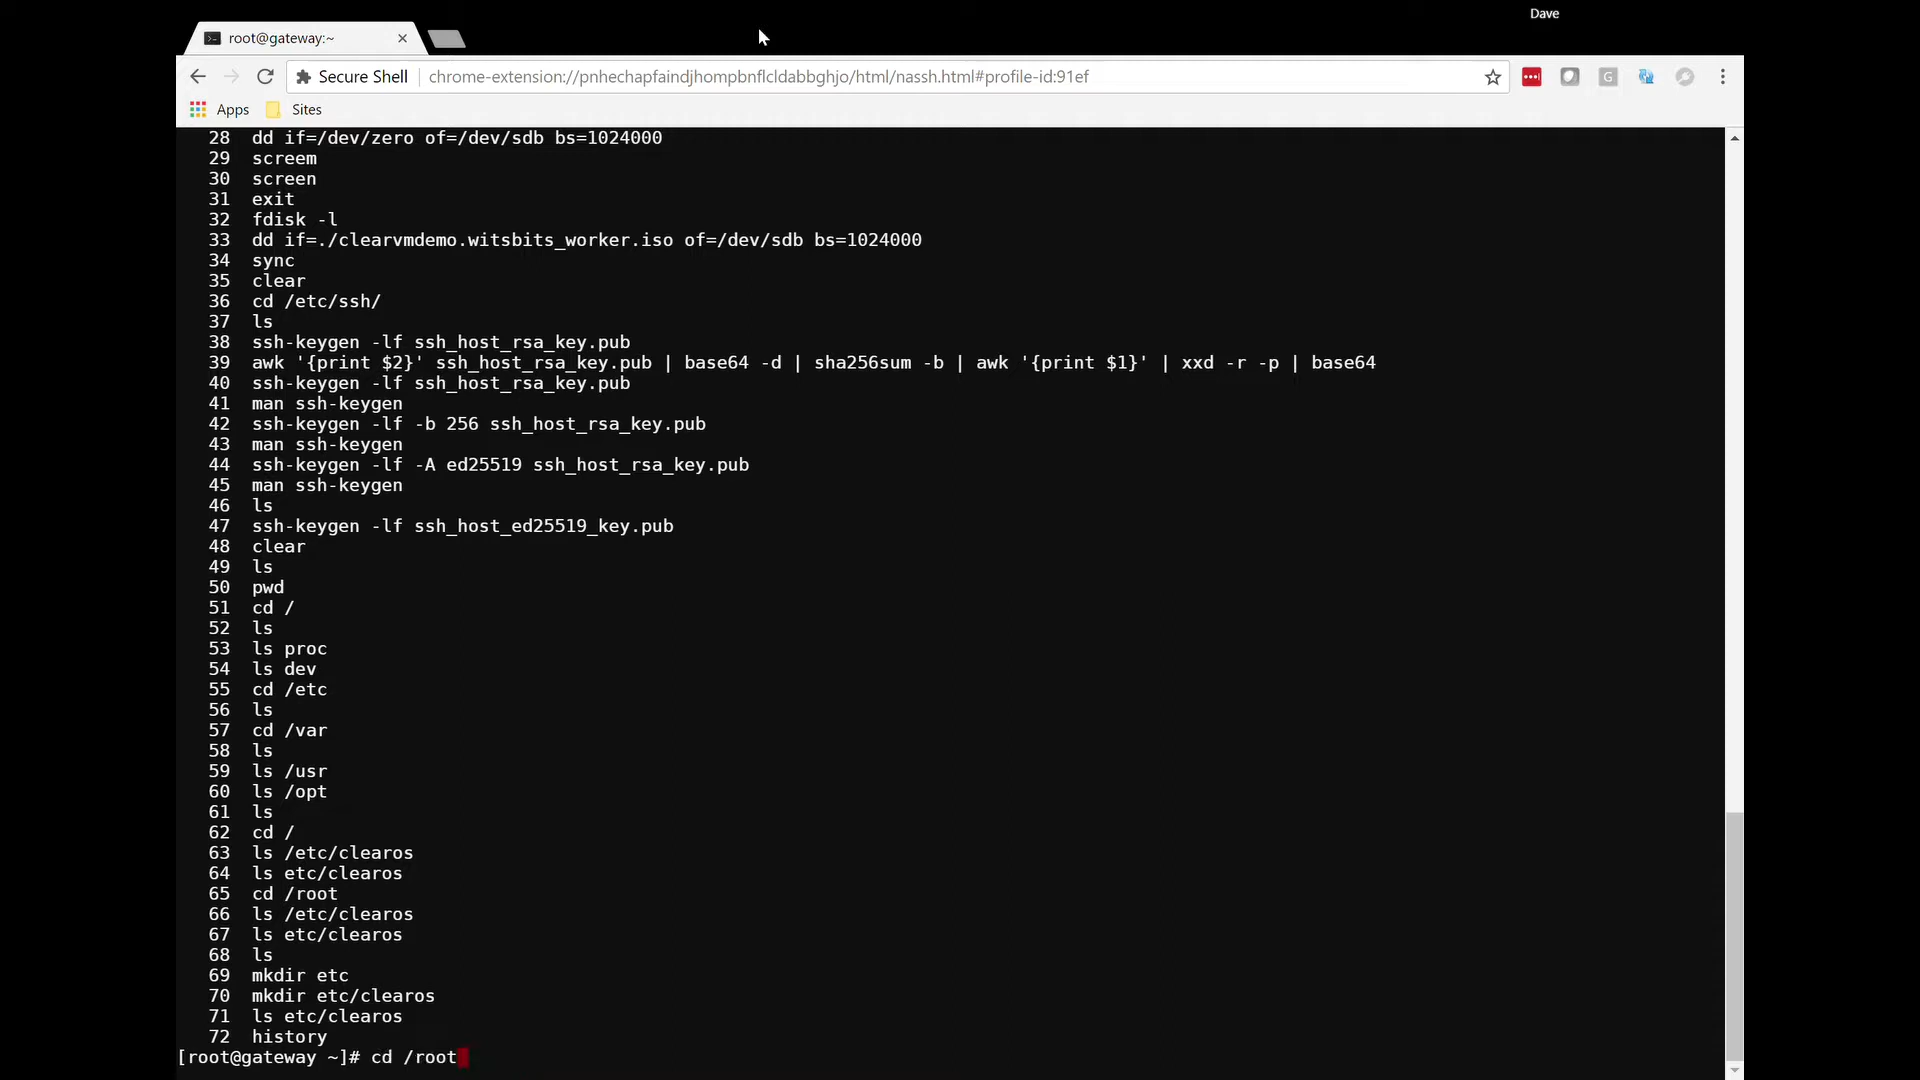 Dave
root@gateway:~
Secure Shell chrome-extension://pnhechapfaindjhompbnflcldabbghjo/html/nassh.html#profile-id:91ef
G
Apps Sites
28 dd if=/dev/zero of=/dev/sdb bs=1024000
29 screem
30 screen
31 exit
32 fdisk -l
33 dd if=./clearvmdemo.witsbits_worker.iso of=/dev/sdb bs=1024000
34 sync
35 clear
36 cd /etc/ssh/
37 ls
38 ssh-keygen -lf ssh_host_rsa_key.pub
39 awk '{print $2}' ssh_host_rsa_key.pub | base64 -d | sha256sum -b | awk '{print $1}' | xxd -r -p | base64
40 ssh-keygen -lf ssh_host_rsa_key.pub
41 man ssh-keygen
42 ssh-keygen -lf -b 256 ssh_host_rsa_key.pub
43 man ssh-keygen
44 ssh-keygen -lf -A ed25519 ssh_host_rsa_key.pub
45 man ssh-keygen
46 ls
47 ssh-keygen -lf ssh_host_ed25519_key.pub
48 clear
49 ls
50 pwd
51 cd /
52 ls
53 ls proc
54 ls dev
55 cd /etc
56 ls
57 cd /var
58 ls
59 ls /usr
60 ls /opt
61 ls
62 cd /
63 ls /etc/clearos
64 ls etc/clearos
65 cd /root
66 ls /etc/clearos
67 ls etc/clearos
68 ls
69 mkdir etc
70 mkdir etc/clearos
71 ls etc/clearos
72 history
[root@gateway ~]# cd /root